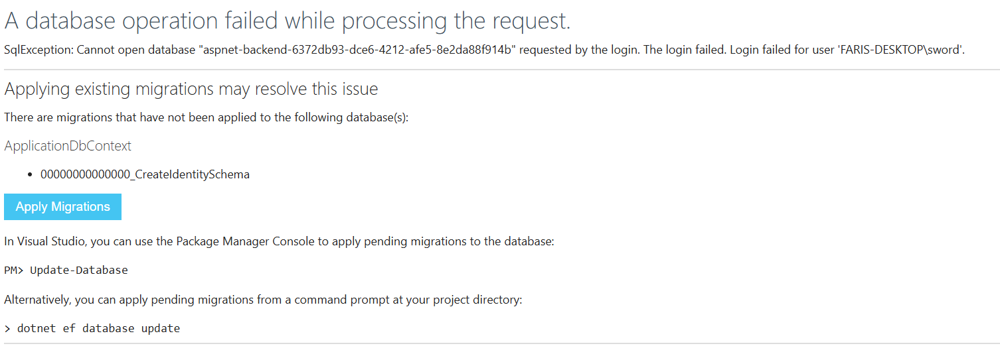 A database operation failed while processing the request.
SqlException: Cannot open database "aspnet-backend-6372db93-dce6-4212-afe5-8e2da88f914b" requested by the login. The login failed. Login failed for user 'FARIS-DESKTOP\sword'.
Applying existing migrations may resolve this issue
There are migrations that have not been applied to the following database(s):
ApplicationDbContext
• 00000000000000_CreateIdentitySchema
Apply Migrations
In Visual Studio, you can use the Package Manager Console to apply pending migrations to the database:
PM> Update-Database
Alternatively, you can apply pending migrations from a command prompt at your project directory:
> dotnet ef database update